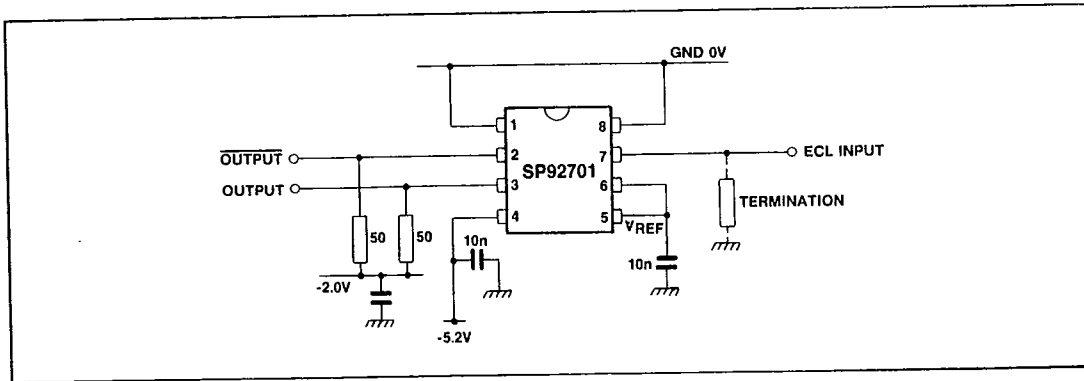 GND 0V
1
8
OUTPUT
2
7
ECL INPUT
SP92701
OUTPUT
3
6
TERMINATION
4
5
VREF
50
50
10n
10n
-2.0V
-5.2V